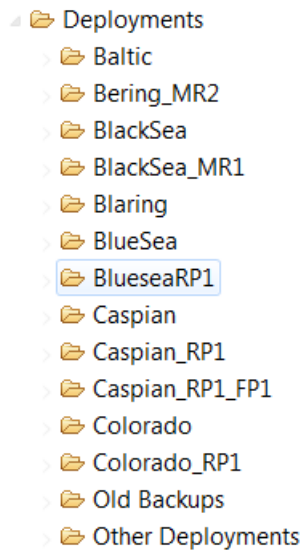 Deployments
Baltic
Bering_MR2
BlackSea
BlackSea_MR1
Blaring
BlueSea
BlueseaRP1
Caspian
Caspian_RP1
Caspian_RP1_FP1
Colorado
Colorado_RP1
Old Backups
Other Deployments